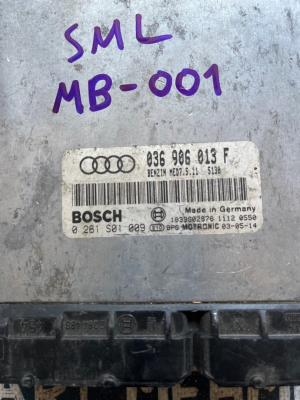 SML
MB-001
036 906 013 F
BENZIN MED7.5.11 5138
BOSCH
Made in Germany
1039S02876 1112 0550
0 261 S01 009
BPG MOTRONIC 03-05-14